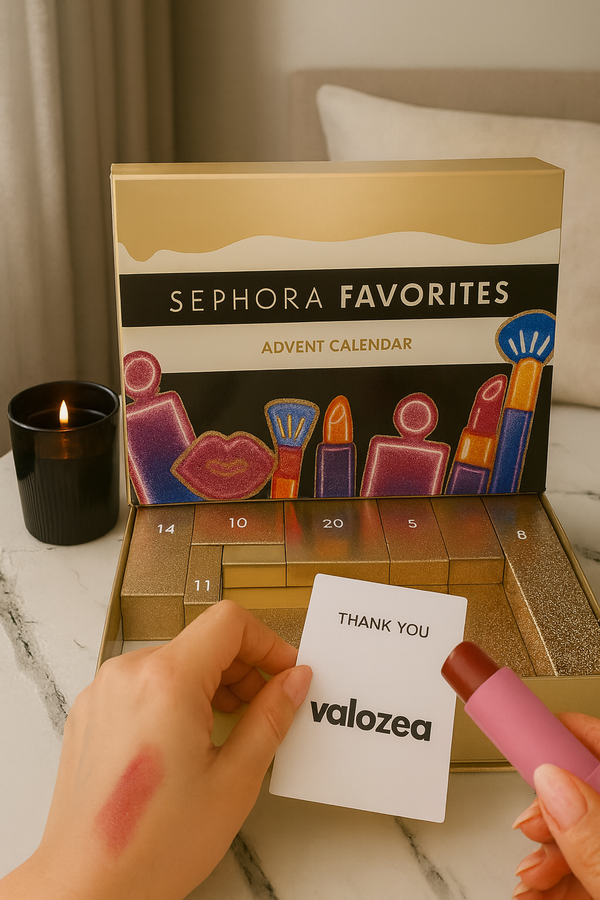 SEPHORA FAVORITES
ADVENT CALENDAR
14
10
20
5
8
11
THANK YOU
valozea